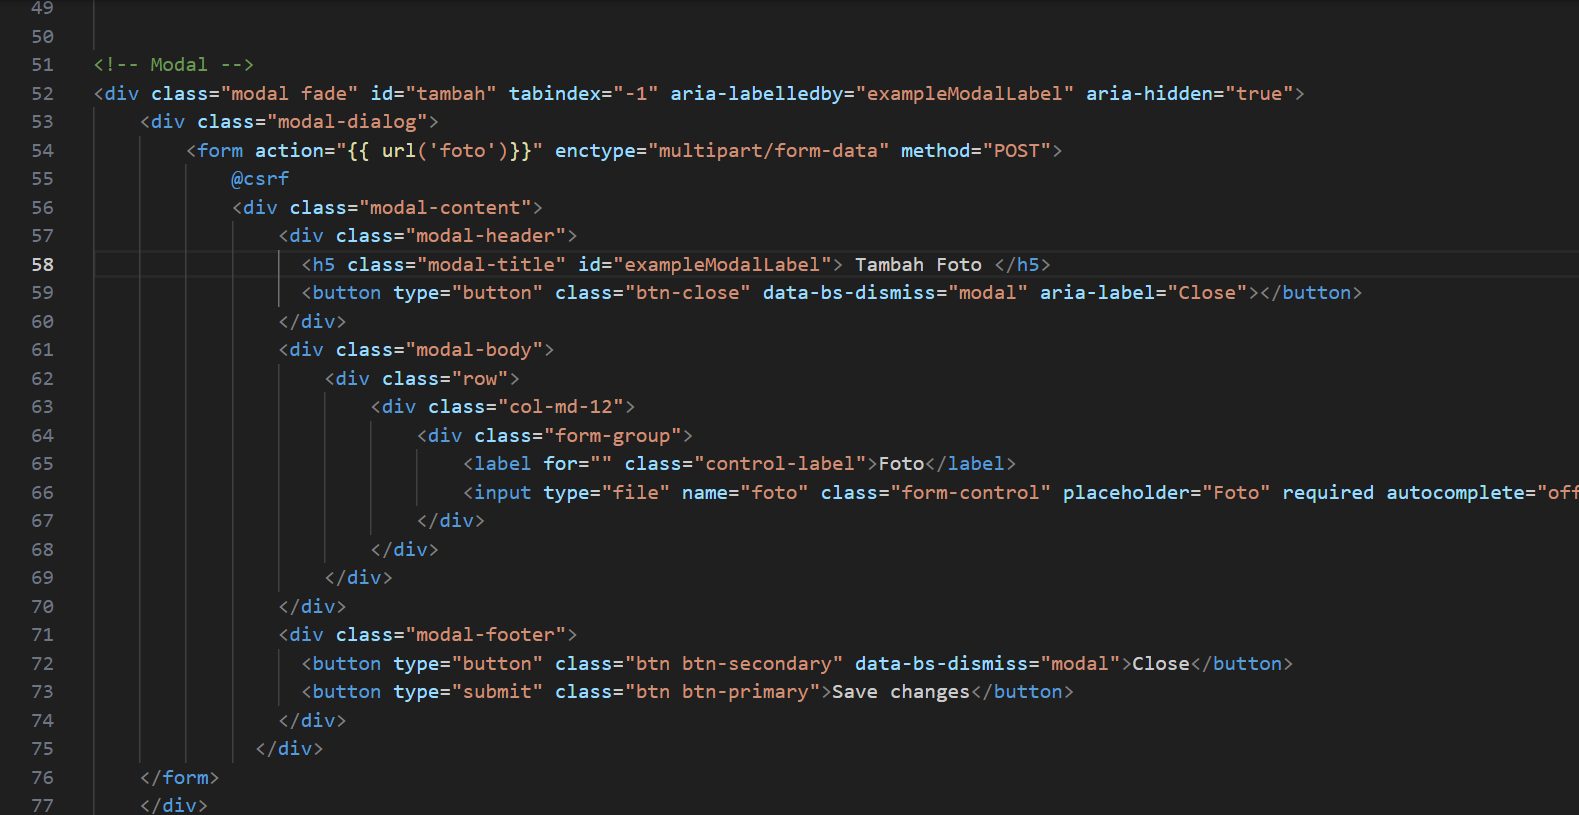 49
50
51 <!-- Modal -->
52 <div class="modal fade" id="tambah" tabindex="-1" aria-labelledby="exampleModalLabel" aria-hidden="true">
53 <div class="modal-dialog">
54 <form action="{{ url('foto')}}" enctype="multipart/form-data" method="POST">
55 @csrf
56 <div class="modal-content">
57 <div class="modal-header">
58 <h5 class="modal-title" id="exampleModalLabel"> Tambah Foto </h5>
59 <button type="button" class="btn-close" data-bs-dismiss="modal" aria-label="Close"></button>
60 </div>
61 <div class="modal-body">
62 <div class="row">
63 <div class="col-md-12">
64 <div class="form-group">
65 <label for="" class="control-label">Foto</label>
66 <input type="file" name="foto" class="form-control" placeholder="Foto" required autocomplete="off
67 </div>
68 </div>
69 </div>
70 </div>
71 <div class="modal-footer">
72 <button type="button" class="btn btn-secondary" data-bs-dismiss="modal">Close</button>
73 <button type="submit" class="btn btn-primary">Save changes</button>
74 </div>
75 </div>
76 </form>
77 </div>